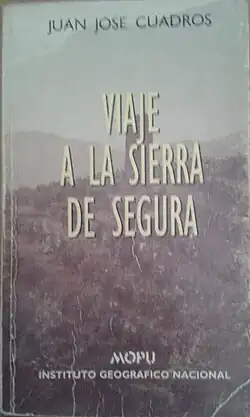 JUAN JOSE CUADROS
VIAJE
A LA SIERRA
DE SEGURA
MOPU
INSTITUTO GEOGRAFICO NACIONAL